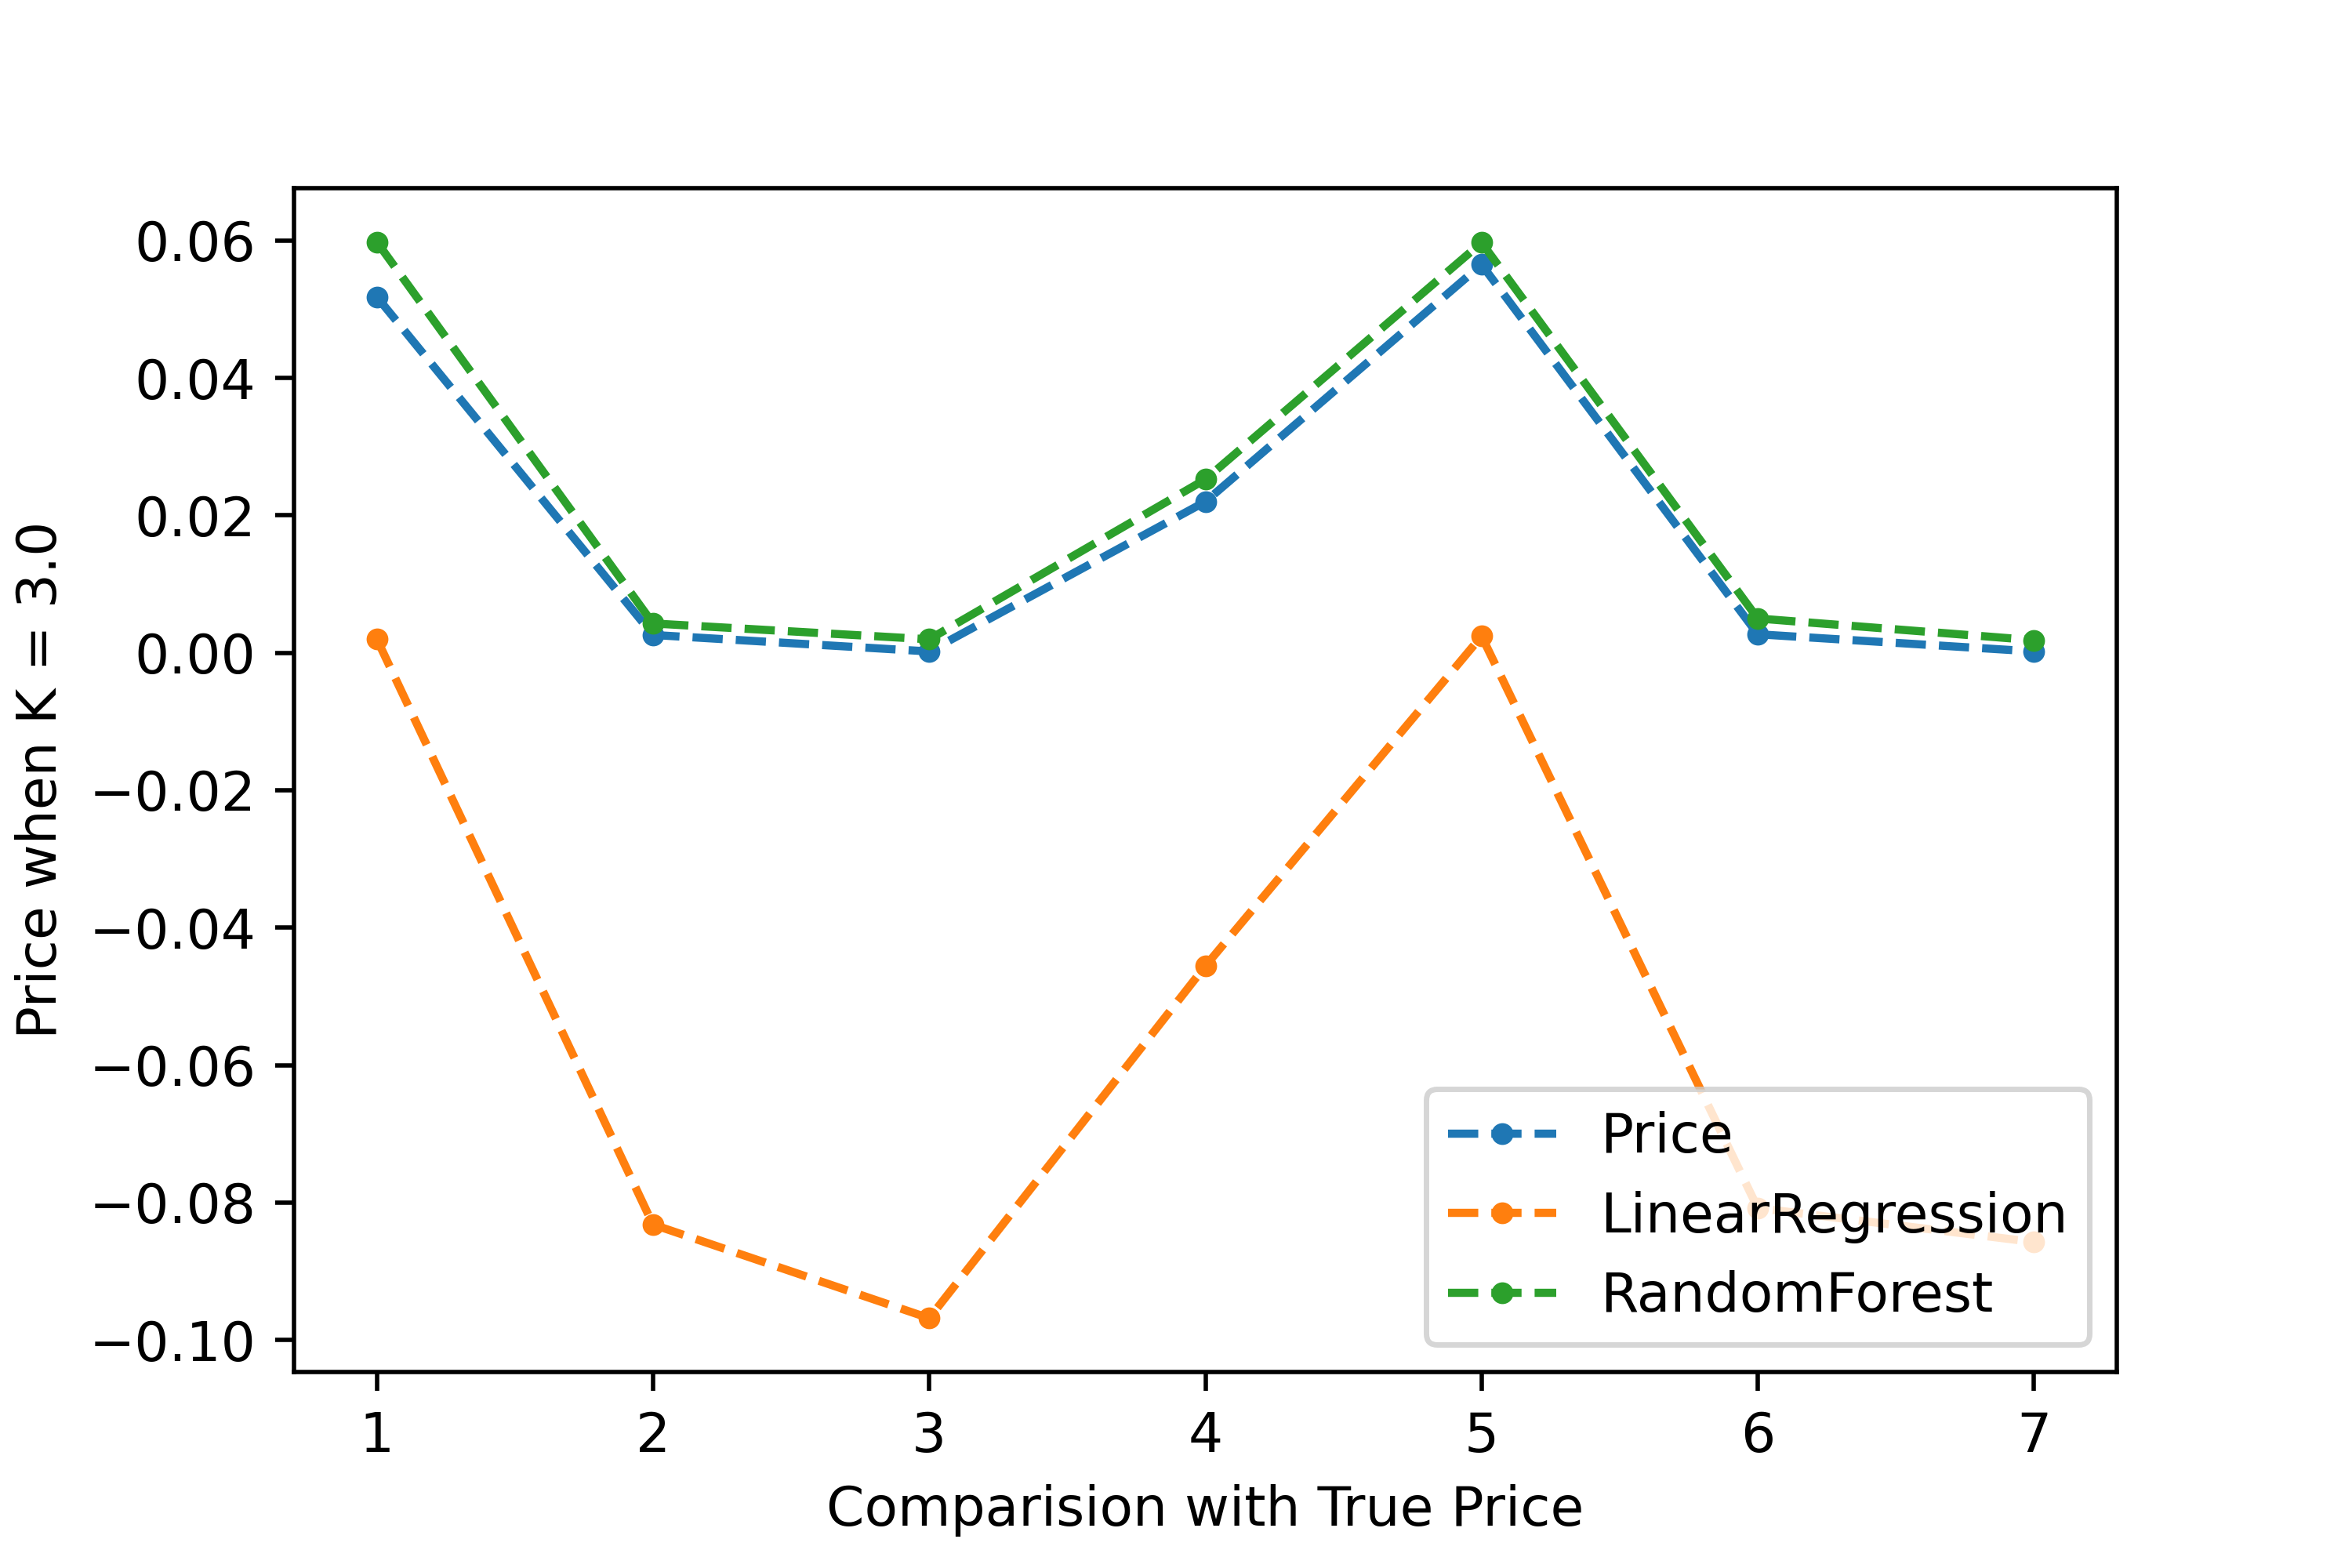 0.06
0.04
0.02
0.00
−0.02
−0.04
−0.06
−0.08
−0.10
Price when K = 3.0
Price
LinearRegression
RandomForest
1 2 3 4 5 6 7
Comparision with True Price